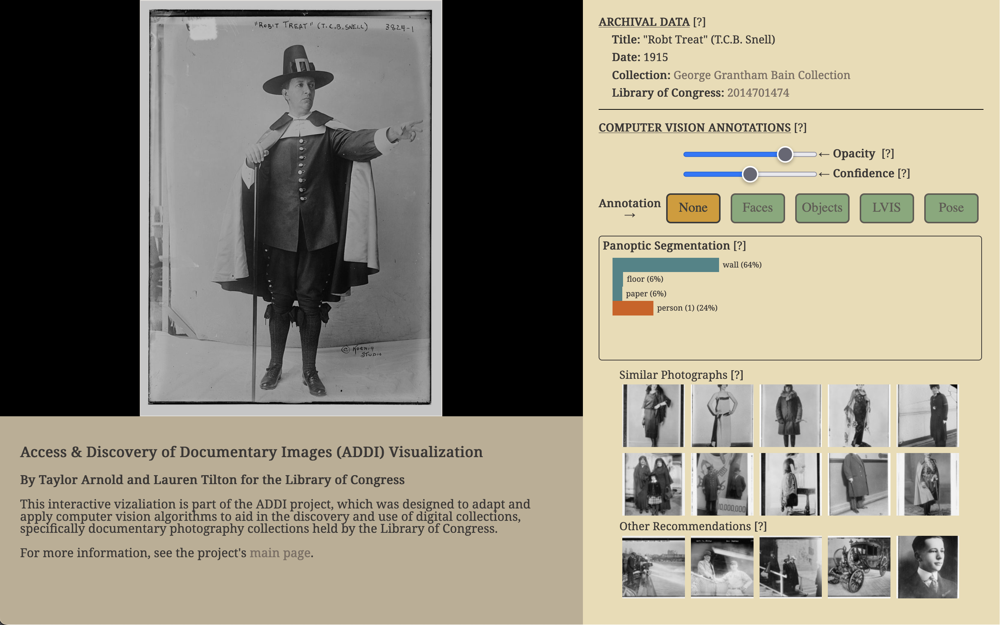 "ROBIT TREAT" (T.C.B. SNELL) 3824-1
© Koenig
STUDIO
Access & Discovery of Documentary Images (ADDI) Visualization
By Taylor Arnold and Lauren Tilton for the Library of Congress
This interactive vizaliation is part of the ADDI project, which was designed to adapt and
apply computer vision algorithms to aid in the discovery and use of digital collections,
specifically documentary photography collections held by the Library of Congress.
For more information, see the project's main page.
ARCHIVAL DATA [?]
Title: "Robt Treat" (T.C.B. Snell)
Date: 1915
Collection: George Grantham Bain Collection
Library of Congress: 2014701474
COMPUTER VISION ANNOTATIONS [?]
← Opacity [?]
← Confidence [?]
Annotation
→
None Faces Objects LVIS Pose
Panoptic Segmentation [?]
wall (64%)
floor (6%)
paper (6%)
person (1) (24%)
Similar Photographs [?]
10,000,000
Other Recommendations [?]